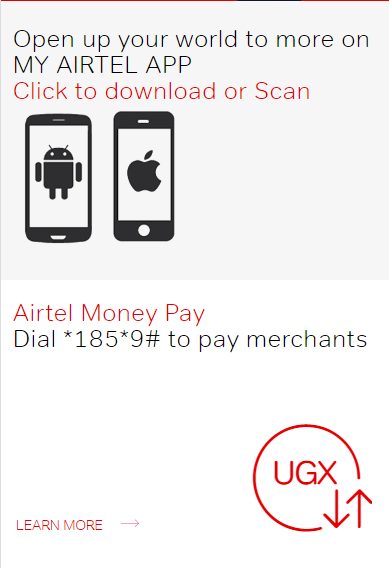 Open up your world to more on
MY AIRTEL APP
Click to download or Scan
Airtel Money Pay
Dial *185*9# to pay merchants
UGX
LEARN MORE